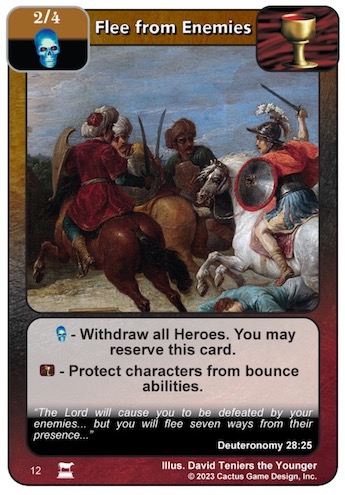 2/4
Flee from Enemies
- Withdraw all Heroes. You may
reserve this card.
- Protect characters from bounce
abilities.
"The Lord will cause you to be defeated by your
enemies... but you will flee seven ways from their
presence..."
Deuteronomy 28:25
12
Illus. David Teniers the Younger
© 2023 Cactus Game Design, Inc.